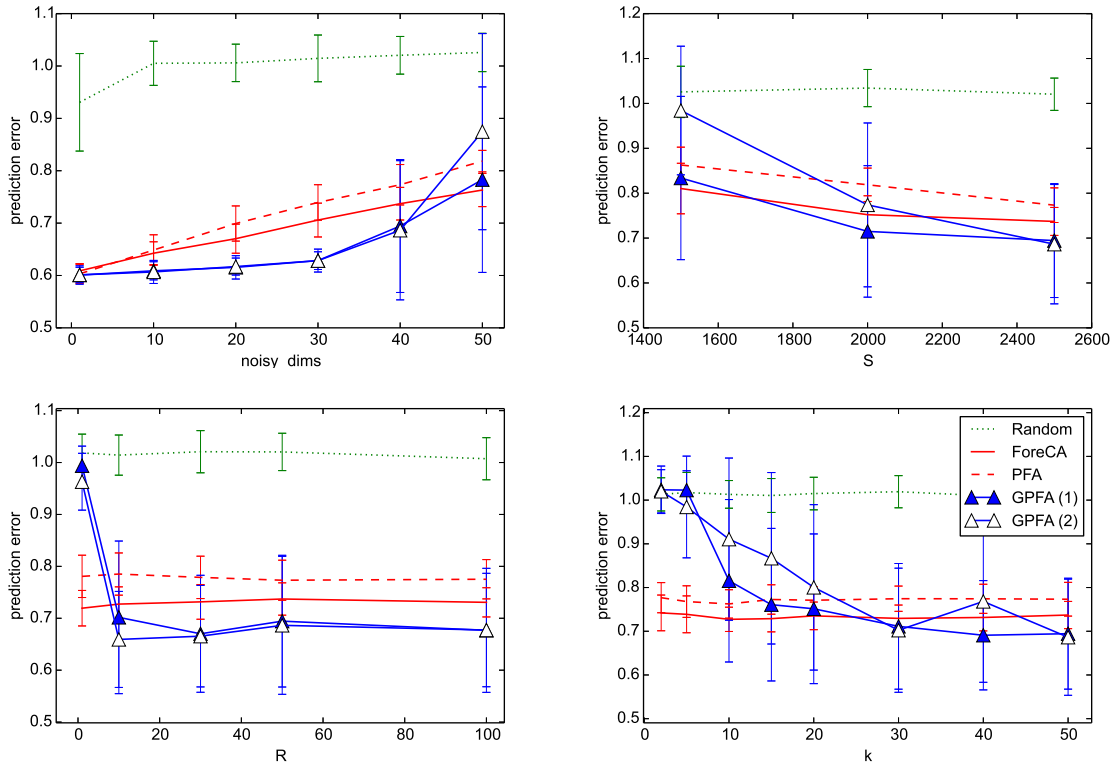 1.1
1.0
0.9
0.8
0.7
0.6
0.5
prediction error
0 10 20 30 40 50
noisy dims
1.2
1.1
1.0
0.9
0.8
0.7
0.6
0.5
prediction error
1400 1600 1800 2000 2200 2400 2600
S
1.1
1.0
0.9
0.8
0.7
0.6
0.5
prediction error
0 20 40 60 80 100
R
1.2
1.1
1.0
0.9
0.8
0.7
0.6
0.5
prediction error
0 10 20 30 40 50
k
Random
ForeCA
PFA
GPFA (1)
GPFA (2)